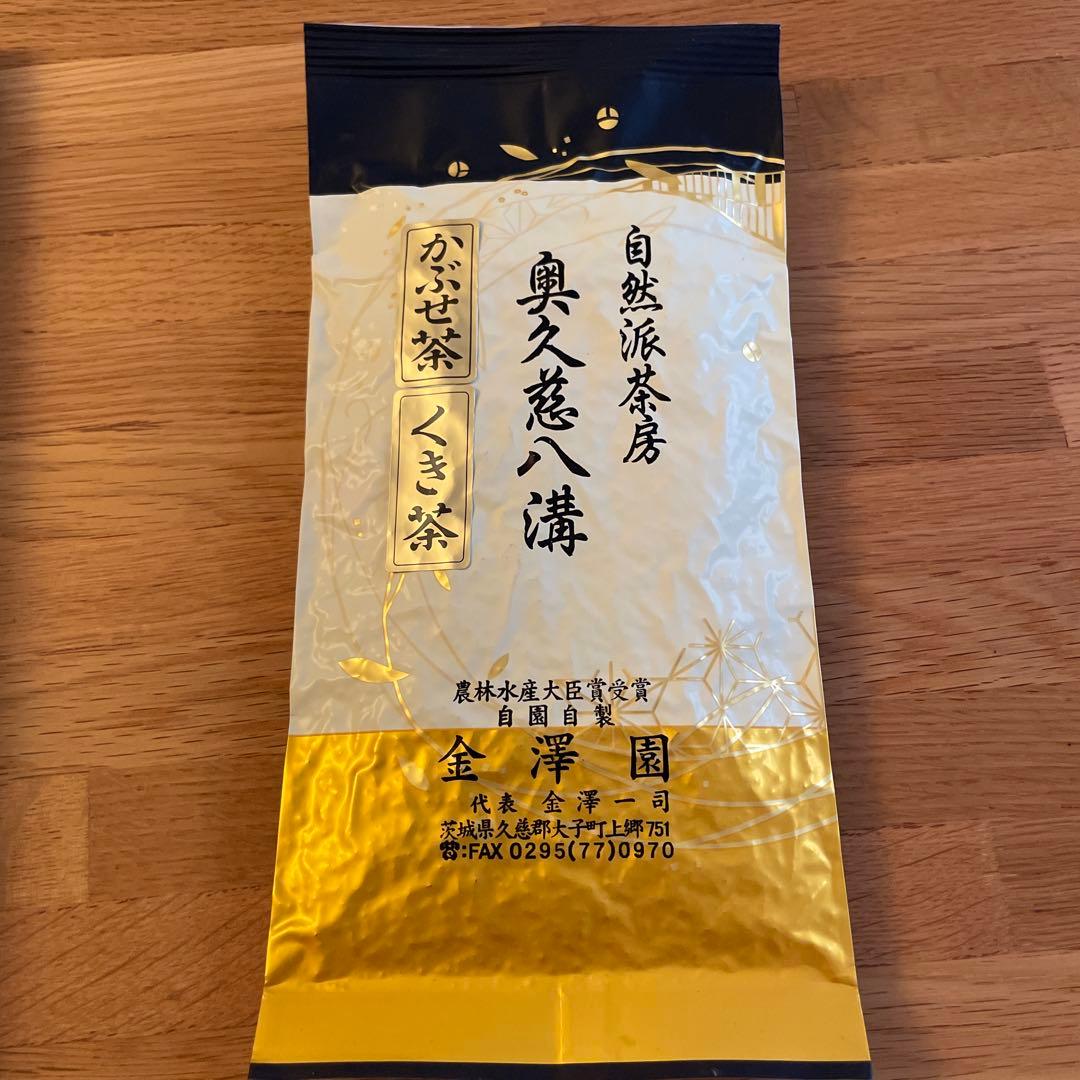 自然派茶房
奥久慈八溝
かぶせ茶
くき茶
農林水産大臣賞受賞
自園自製
金澤園
代表 金澤一司
茨城県久慈郡大子町上郷751
☎:FAX 0295(77)0970